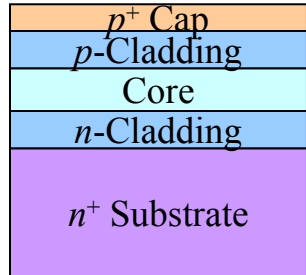 p⁺ Cap
p-Cladding
Core
n-Cladding
n⁺ Substrate